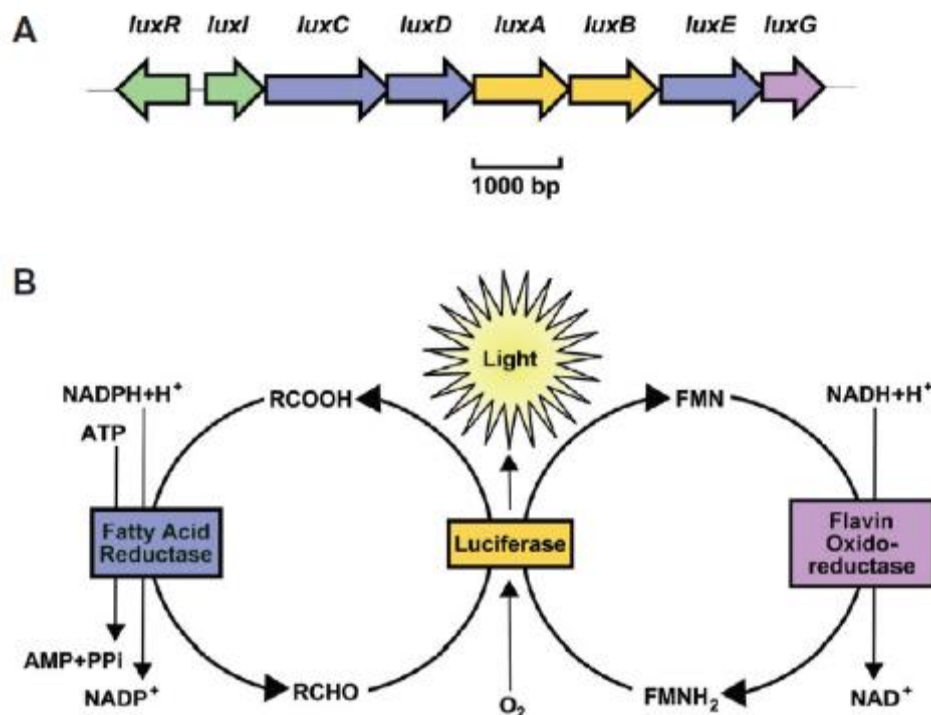 A
luxR luxI luxC luxD luxA luxB luxE luxG
1000 bp
B
Light
NADPH+H⁺
ATP
RCOOH
FMN
NADH+H⁺
Fatty Acid
Reductase
Luciferase
Flavin
Oxido-
reductase
AMP+PPi
NADP⁺
RCHO
O₂
FMNH₂
NAD⁺